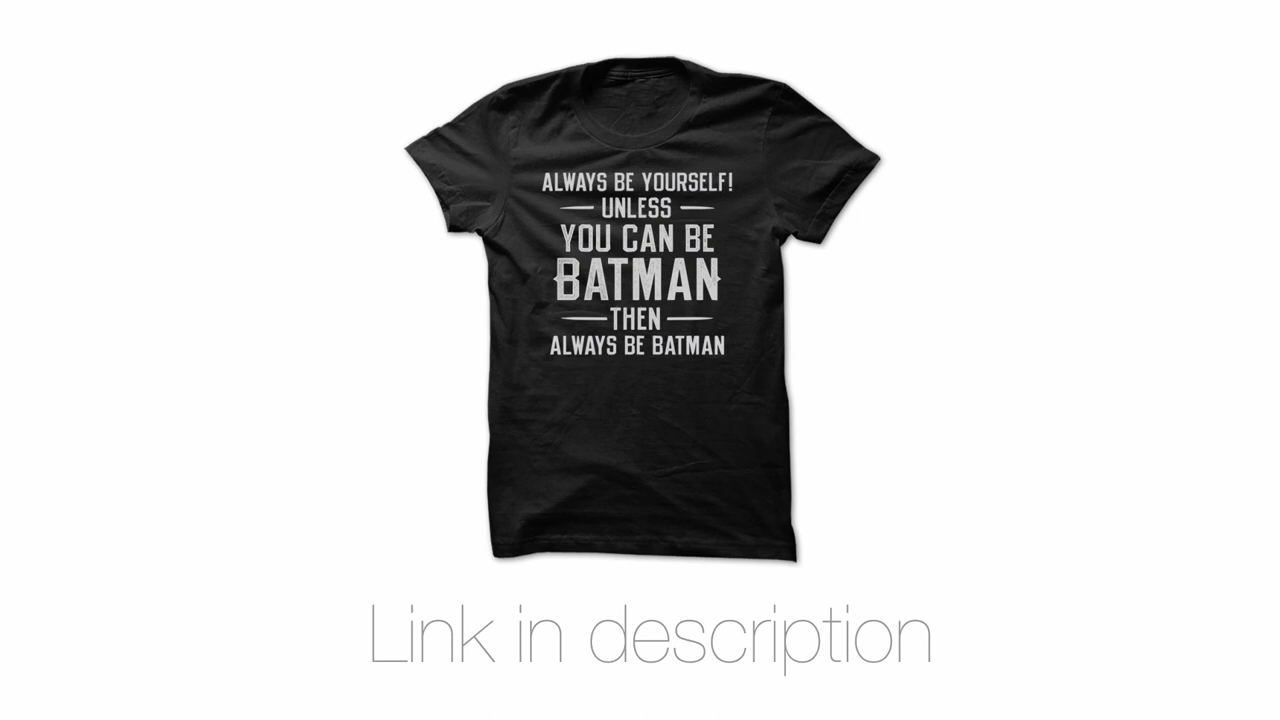 ALWAYS BE YOURSELF!
UNLESS
YOU CAN BE
BATMAN
THEN
ALWAYS BE BATMAN
Link in description